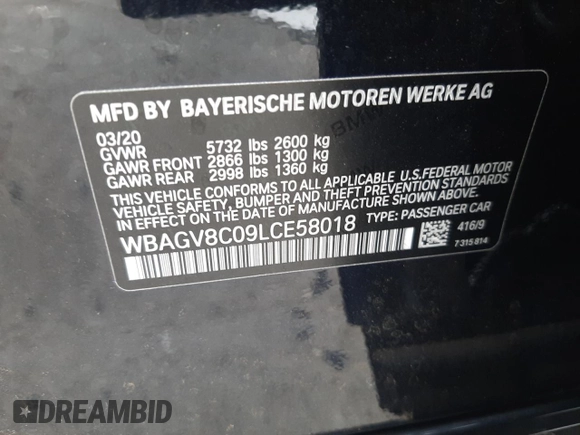 MFD BY BAYERISCHE MOTOREN WERKE AG
03/20
GVWR 5732 lbs 2600 kg
GAWR FRONT 2866 lbs 1300 kg
GAWR REAR 2998 lbs 1360 kg
THIS VEHICLE CONFORMS TO ALL APPLICABLE U.S.FEDERAL MOTOR
VEHICLE SAFETY, BUMPER AND THEFT PREVENTION STANDARDS
IN EFFECT ON THE DATE OF MANUFACTURE SHOWN ABOVE.
WBAGV8C09LCE58018 TYPE: PASSENGER CAR
416/9
7 315 814
DREAMBID